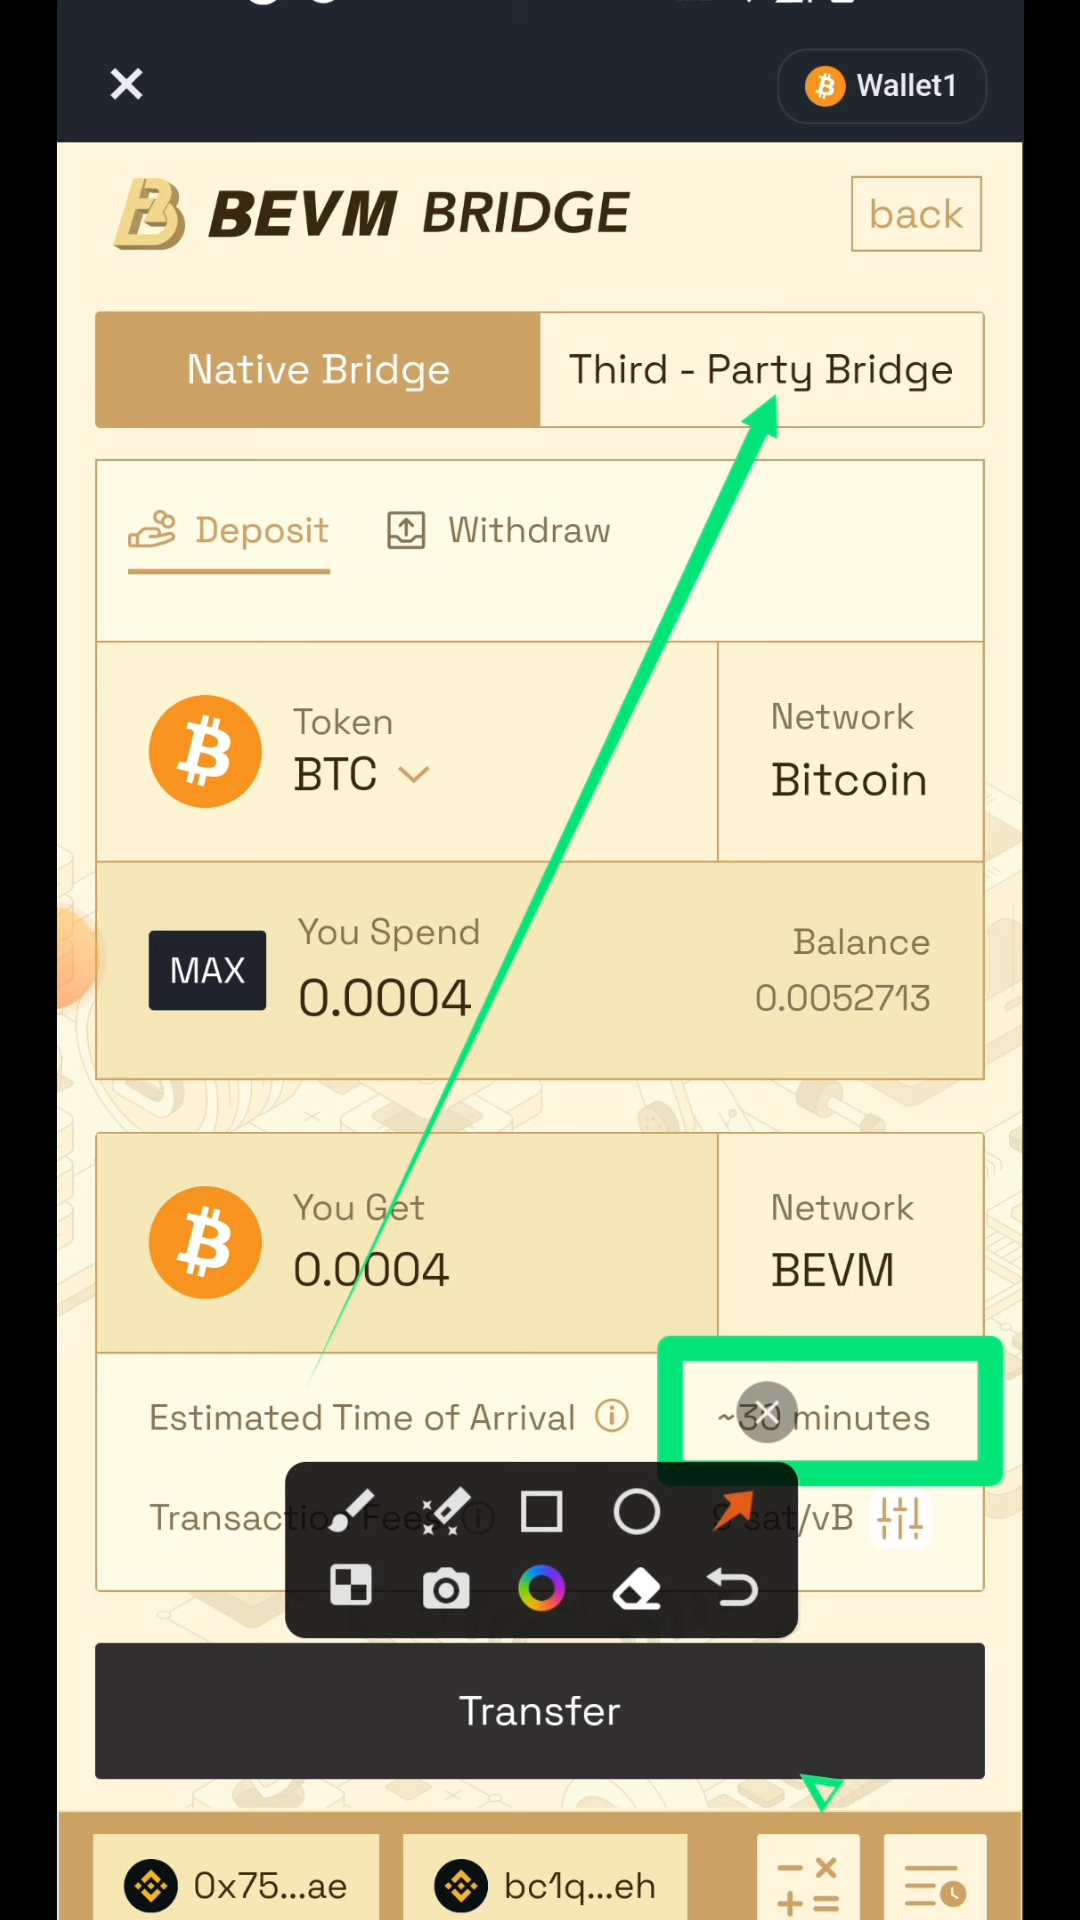 Wallet1
BEVM BRIDGE
back
Native Bridge
Third - Party Bridge
Deposit
Withdraw
Token
BTC
Network
Bitcoin
MAX
You Spend
0.0004
Balance
0.0052713
You Get
0.0004
Network
BEVM
Estimated Time of Arrival
~30 minutes
Transaction Fees
sat/vB
Transfer
0x75...ae
bc1q...eh